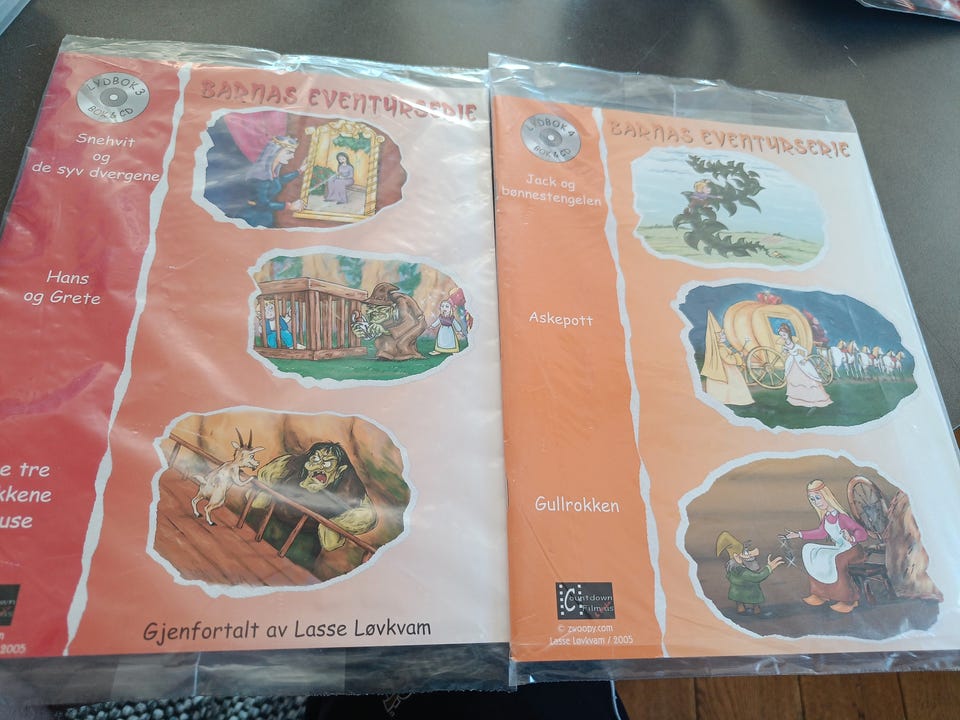 LYDBOK 3
BOK & CD
BARNAS EVENTYRSERIE
Snehvit
og
de syv dvergene
Hans
og Grete
e tre
kkene
use
Gjenfortalt av Lasse Løvkvam
2005
LYDBOK 4
BOK & CD
BARNAS EVENTYRSERIE
Jack og
bønnestengelen
Askepott
Gullrokken
Countdown
Film as
© zwoopy.com
Lasse Løvkvam / 2005